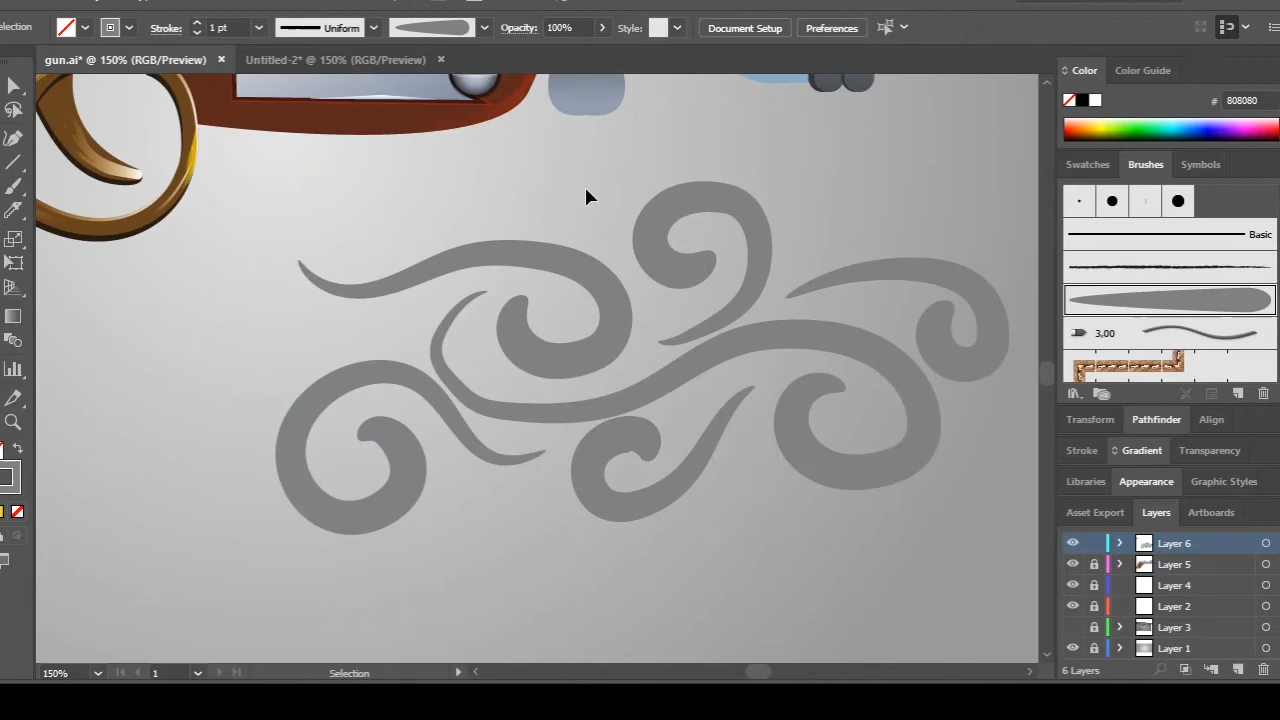 election Stroke: 1 pt Uniform Opacity: 100% Style: Document Setup Preferences
gun.ai* @ 150% (RGB/Preview) × Untitled-2* @ 150% (RGB/Preview) ×
Color Color Guide
# 808080
Swatches Brushes Symbols
Basic
3,00
Transform Pathfinder Align
Stroke Gradient Transparency
Libraries Appearance Graphic Styles
Asset Export Layers Artboards
Layer 6
Layer 5
Layer 4
Layer 2
Layer 3
Layer 1
150% 1 Selection 6 Layers